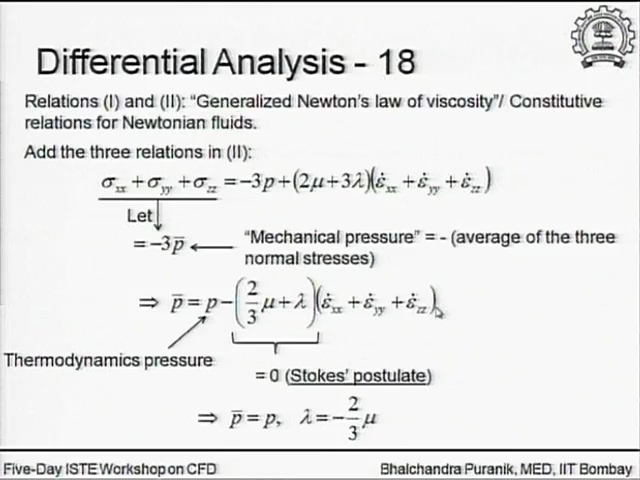 Differential Analysis - 18
Relations (I) and (II): "Generalized Newton's law of viscosity"/ Constitutive
relations for Newtonian fluids.
Add the three relations in (II):
σxx + σyy + σzz = −3p + (2μ + 3λ)(ε̇xx + ε̇yy + ε̇zz)
Let
= −3p̅ "Mechanical pressure" = - (average of the three
normal stresses)
⇒ p̅ = p − (2/3 μ + λ)(ε̇xx + ε̇yy + ε̇zz)
Thermodynamics pressure
= 0 (Stokes' postulate)
⇒ p̅ = p, λ = −2/3 μ
Five-Day ISTE Workshop on CFD Bhalchandra Puranik, MED, IIT Bombay